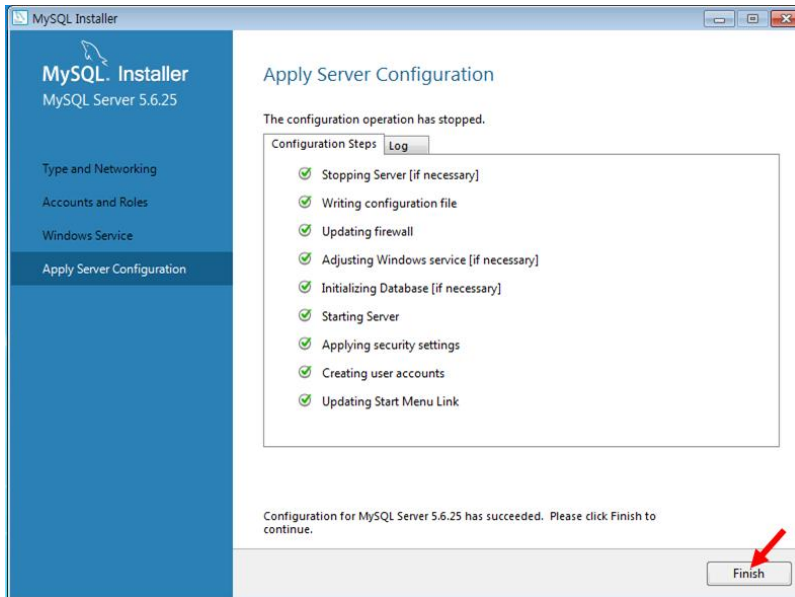 MySQL Installer
MySQL. Installer
MySQL Server 5.6.25
Type and Networking
Accounts and Roles
Windows Service
Apply Server Configuration
Apply Server Configuration
The configuration operation has stopped.
Configuration Steps Log
Stopping Server [if necessary]
Writing configuration file
Updating firewall
Adjusting Windows service [if necessary]
Initializing Database [if necessary]
Starting Server
Applying security settings
Creating user accounts
Updating Start Menu Link
Configuration for MySQL Server 5.6.25 has succeeded. Please click Finish to
continue.
Finish